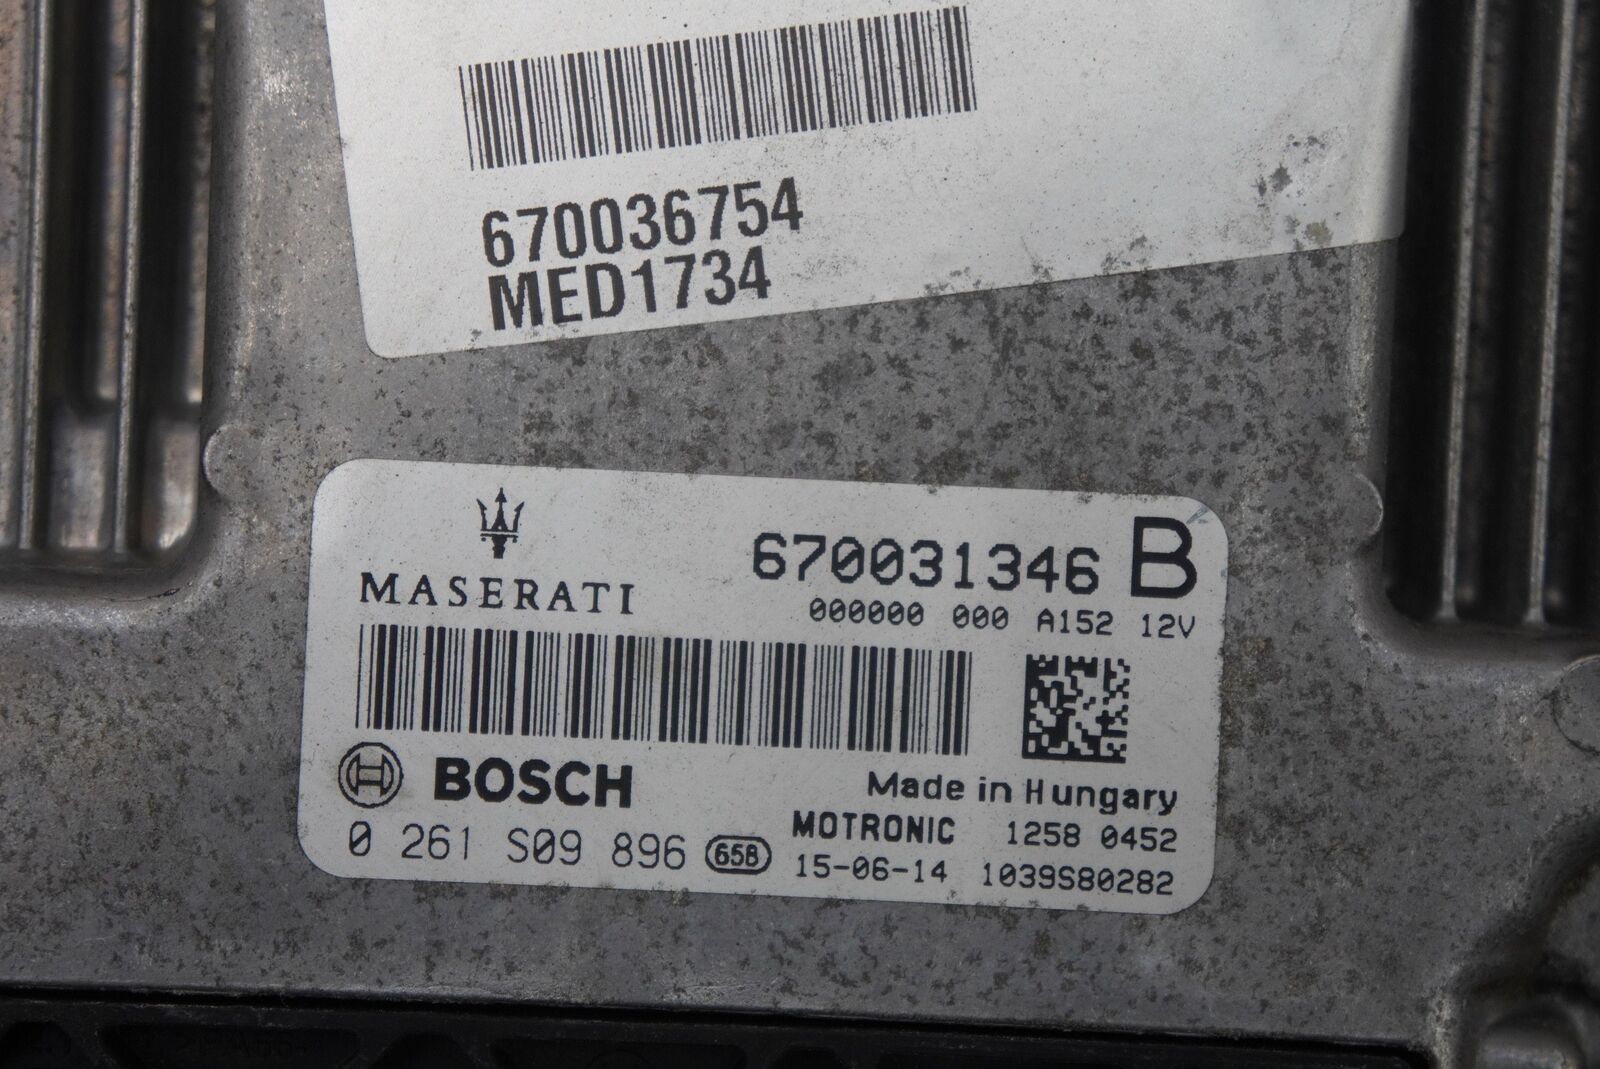 670036754
MED1734
MASERATI
670031346 B
000000 000 A152 12V
BOSCH
Made in Hungary
MOTRONIC 1258 0452
0 261 S09 896 65B 15-06-14 1039S80282